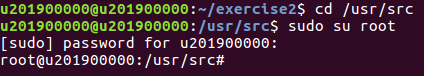 u201900000@u201900000:~/exercise2$ cd /usr/src
u201900000@u201900000:/usr/src$ sudo su root
[sudo] password for u201900000:
root@u201900000:/usr/src#